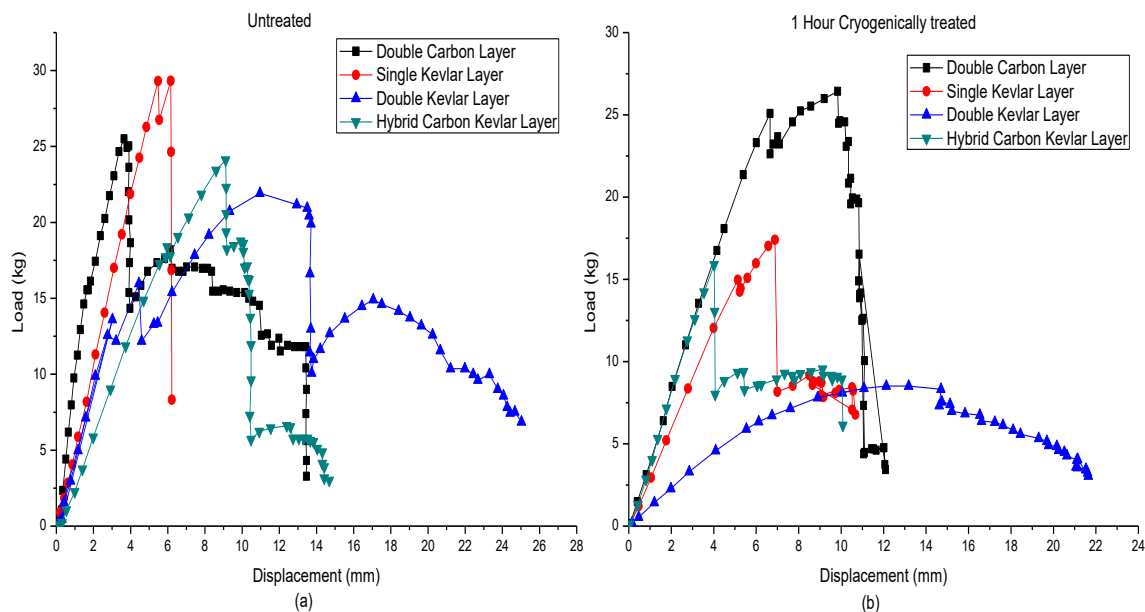 Untreated
Double Carbon Layer
Single Kevlar Layer
Double Kevlar Layer
Hybrid Carbon Kevlar Layer
Load (kg)
30
25
20
15
10
5
0
0 2 4 6 8 10 12 14 16 18 20 22 24 26 28
Displacement (mm)
(a)
1 Hour Cryogenically treated
Double Carbon Layer
Single Kevlar Layer
Double Kevlar Layer
Hybrid Carbon Kevlar Layer
Load (kg)
30
25
20
15
10
5
0
0 2 4 6 8 10 12 14 16 18 20 22 24
Displacement (mm)
(b)